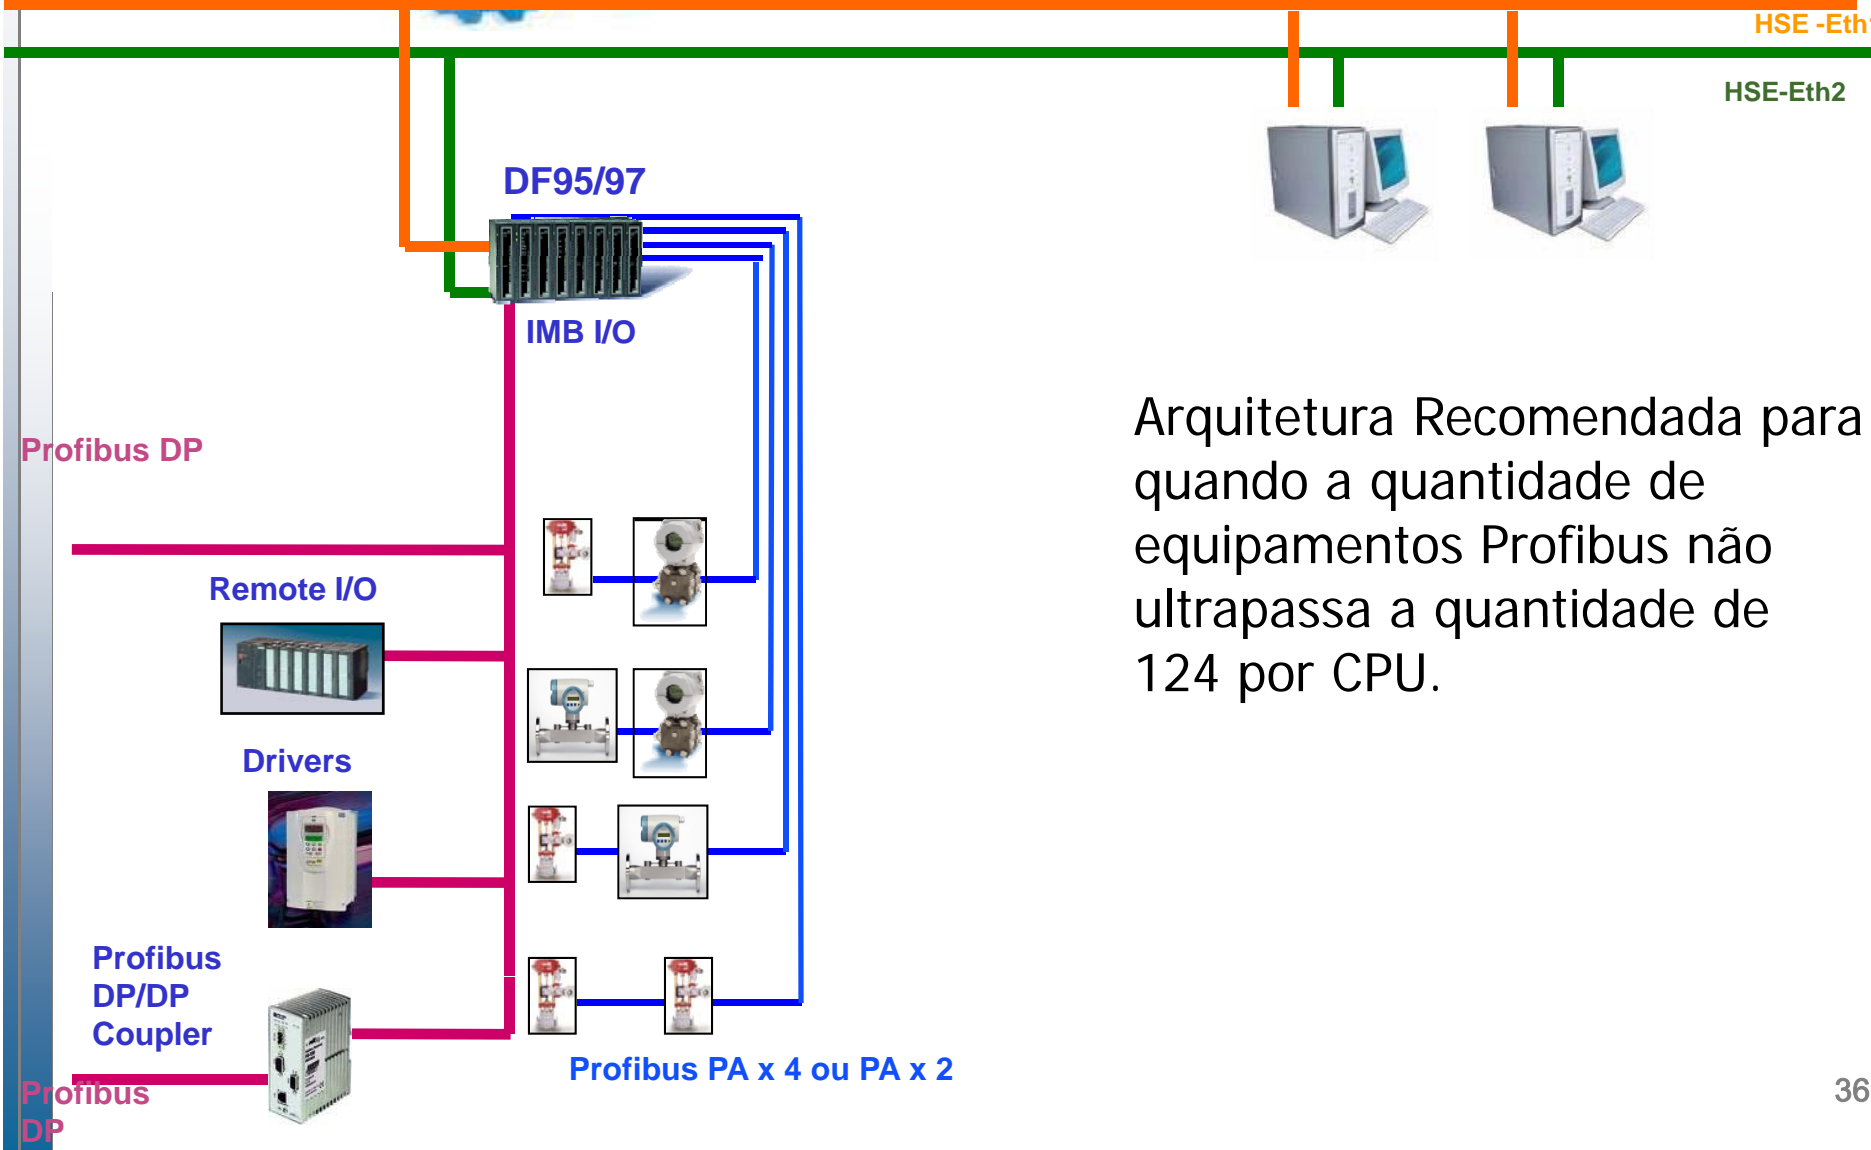 HSE -Eth1
HSE-Eth2
DF95/97
IMB I/O
Profibus DP
Remote I/O
Drivers
Profibus
DP/DP
Coupler
Profibus
DP
Profibus PA x 4 ou PA x 2
Arquitetura Recomendada para
quando a quantidade de
equipamentos Profibus não
ultrapassa a quantidade de
124 por CPU.
36